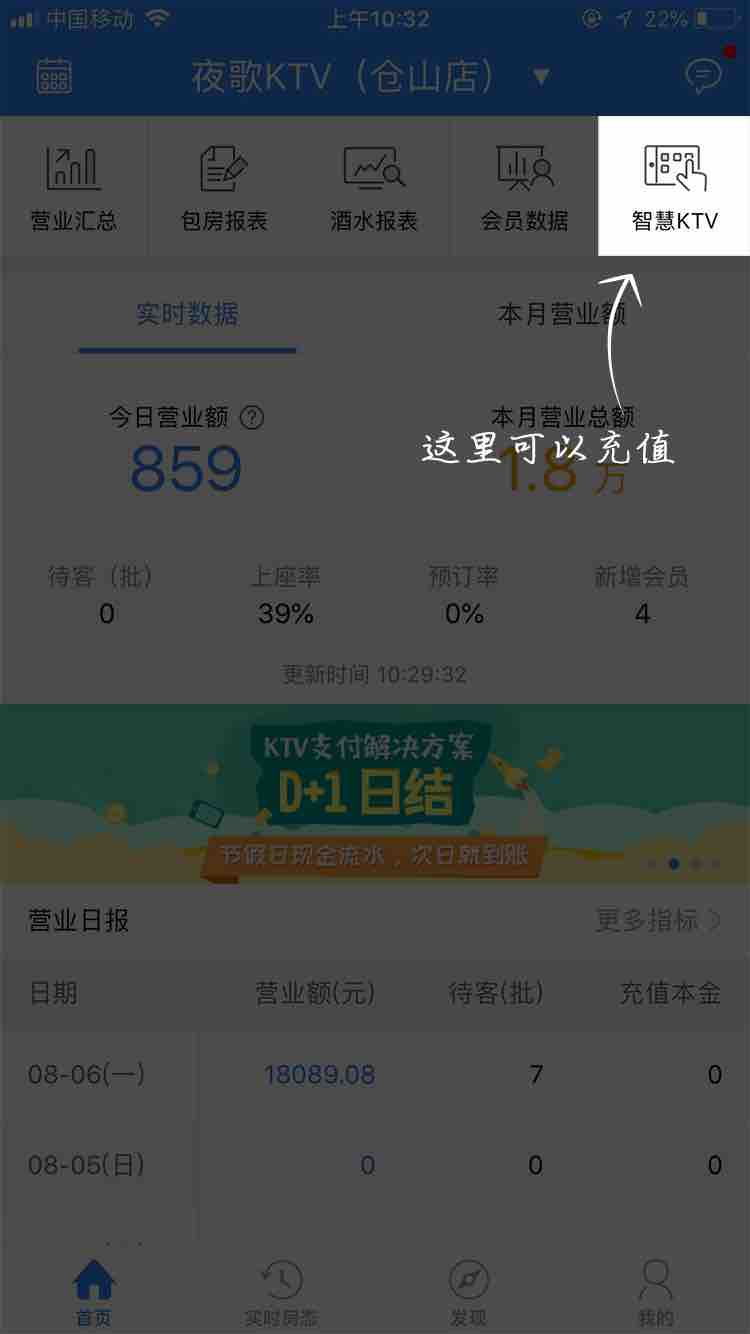 中国移动 上午10:32 22%
夜歌KTV（仓山店）▼
营业汇总 包房报表 酒水报表 会员数据 智慧KTV
实时数据 本月营业额
今日营业额 ? 本月营业总额
这里可以充值
859 1.8 万
待客（批） 上座率 预订率 新增会员
0 39% 0% 4
更新时间 10:29:32
KTV支付解决方案
D+1 日结
节假日现金流水，次日就到账
营业日报 更多指标 >
日期 营业额(元) 待客(批) 充值本金
08-06(一) 18089.08 7 0
08-05(日) 0 0 0
首页 实时房态 发现 我的